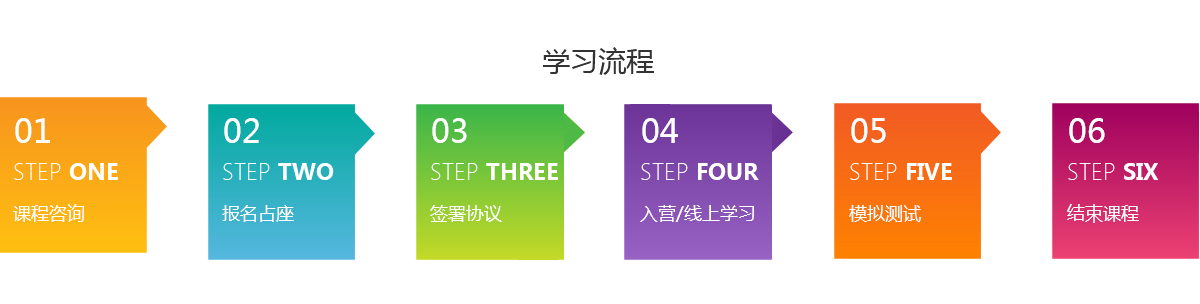 学习流程
01
STEP ONE
课程咨询
02
STEP TWO
报名占座
03
STEP THREE
签署协议
04
STEP FOUR
入营/线上学习
05
STEP FIVE
模拟测试
06
STEP SIX
结束课程